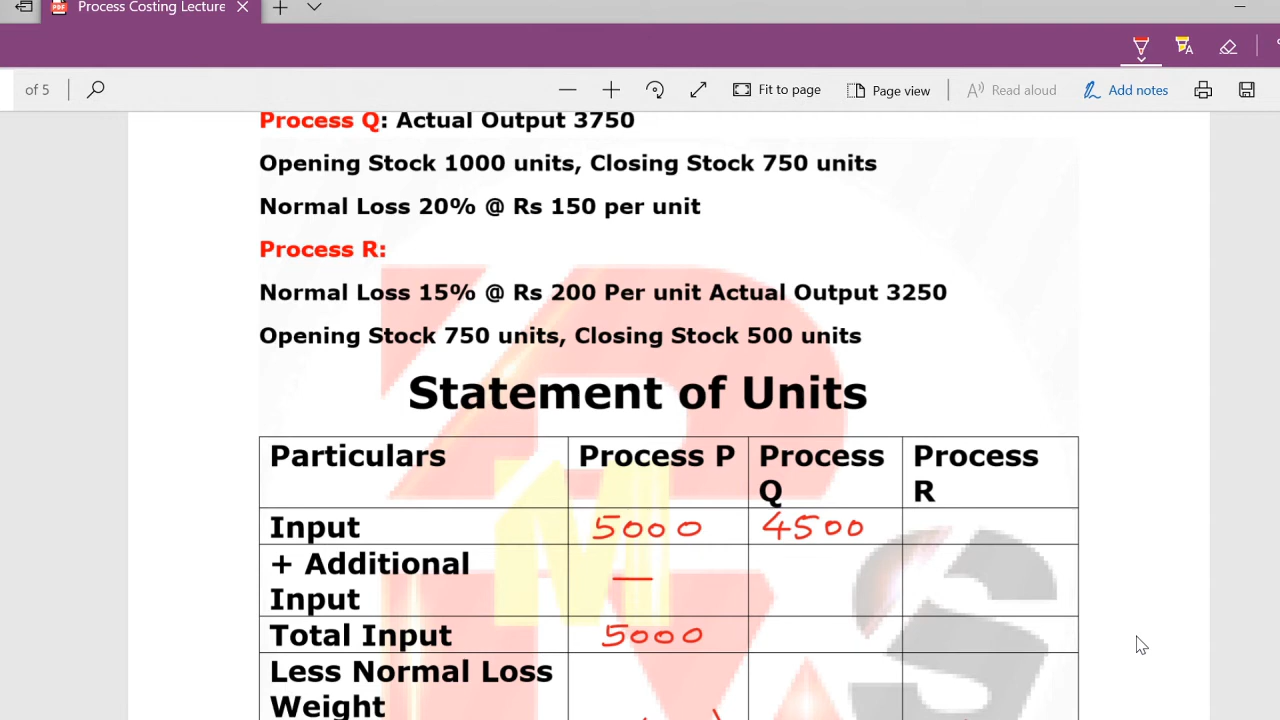 Process Costing Lecture
of 5
Fit to page
Page view
Read aloud
Add notes
Process Q: Actual Output 3750
Opening Stock 1000 units, Closing Stock 750 units
Normal Loss 20% @ Rs 150 per unit
Process R:
Normal Loss 15% @ Rs 200 Per unit Actual Output 3250
Opening Stock 750 units, Closing Stock 500 units
Statement of Units
Particulars Process P Process Q Process R
Input 5000 4500
+ Additional Input —
Total Input 5000
Less Normal Loss
Weight